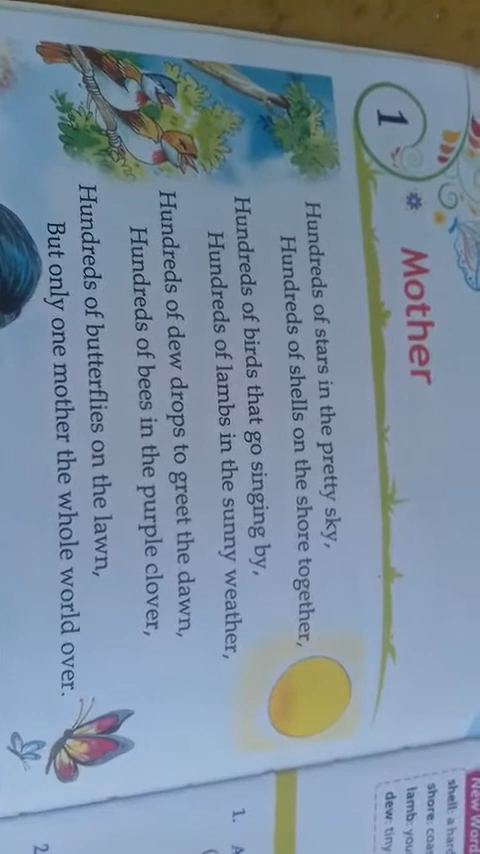 1
Mother
Hundreds of stars in the pretty sky,
Hundreds of shells on the shore together,
Hundreds of birds that go singing by,
Hundreds of lambs in the sunny weather,
Hundreds of dew drops to greet the dawn,
Hundreds of bees in the purple clover,
Hundreds of butterflies on the lawn,
But only one mother the whole world over.
New Word
shell: a hard
shore:
lamb:
dew: tiny
1. A
2